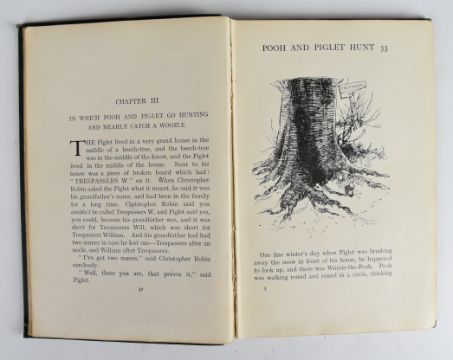 CHAPTER III
IN WHICH POOH AND PIGLET GO HUNTING
AND NEARLY CATCH A WOOZLE
THE Piglet lived in a very grand house in the
middle of a beech-tree, and the beech-tree
was in the middle of the forest, and the Piglet
lived in the middle of the house. Next to his
house was a piece of broken board which had:
"TRESPASSERS W" on it. When Christopher
Robin asked the Piglet what it meant, he said it was
his grandfather's name, and had been in the family
for a long time. Christopher Robin said you
couldn't be called Trespassers W, and Piglet said yes,
you could, because his grandfather was, and it was
short for Trespassers Will, which was short for
Trespassers William. And his grandfather had had
two names in case he lost one—Trespassers after an
uncle, and William after Trespassers.
"I've got two names," said Christopher Robin
carelessly.
"Well, there you are, that proves it," said
Piglet.
32
POOH AND PIGLET HUNT 33
One fine winter's day when Piglet was brushing
away the snow in front of his house, he happened
to look up, and there was Winnie-the-Pooh. Pooh
was walking round and round in a circle, thinking